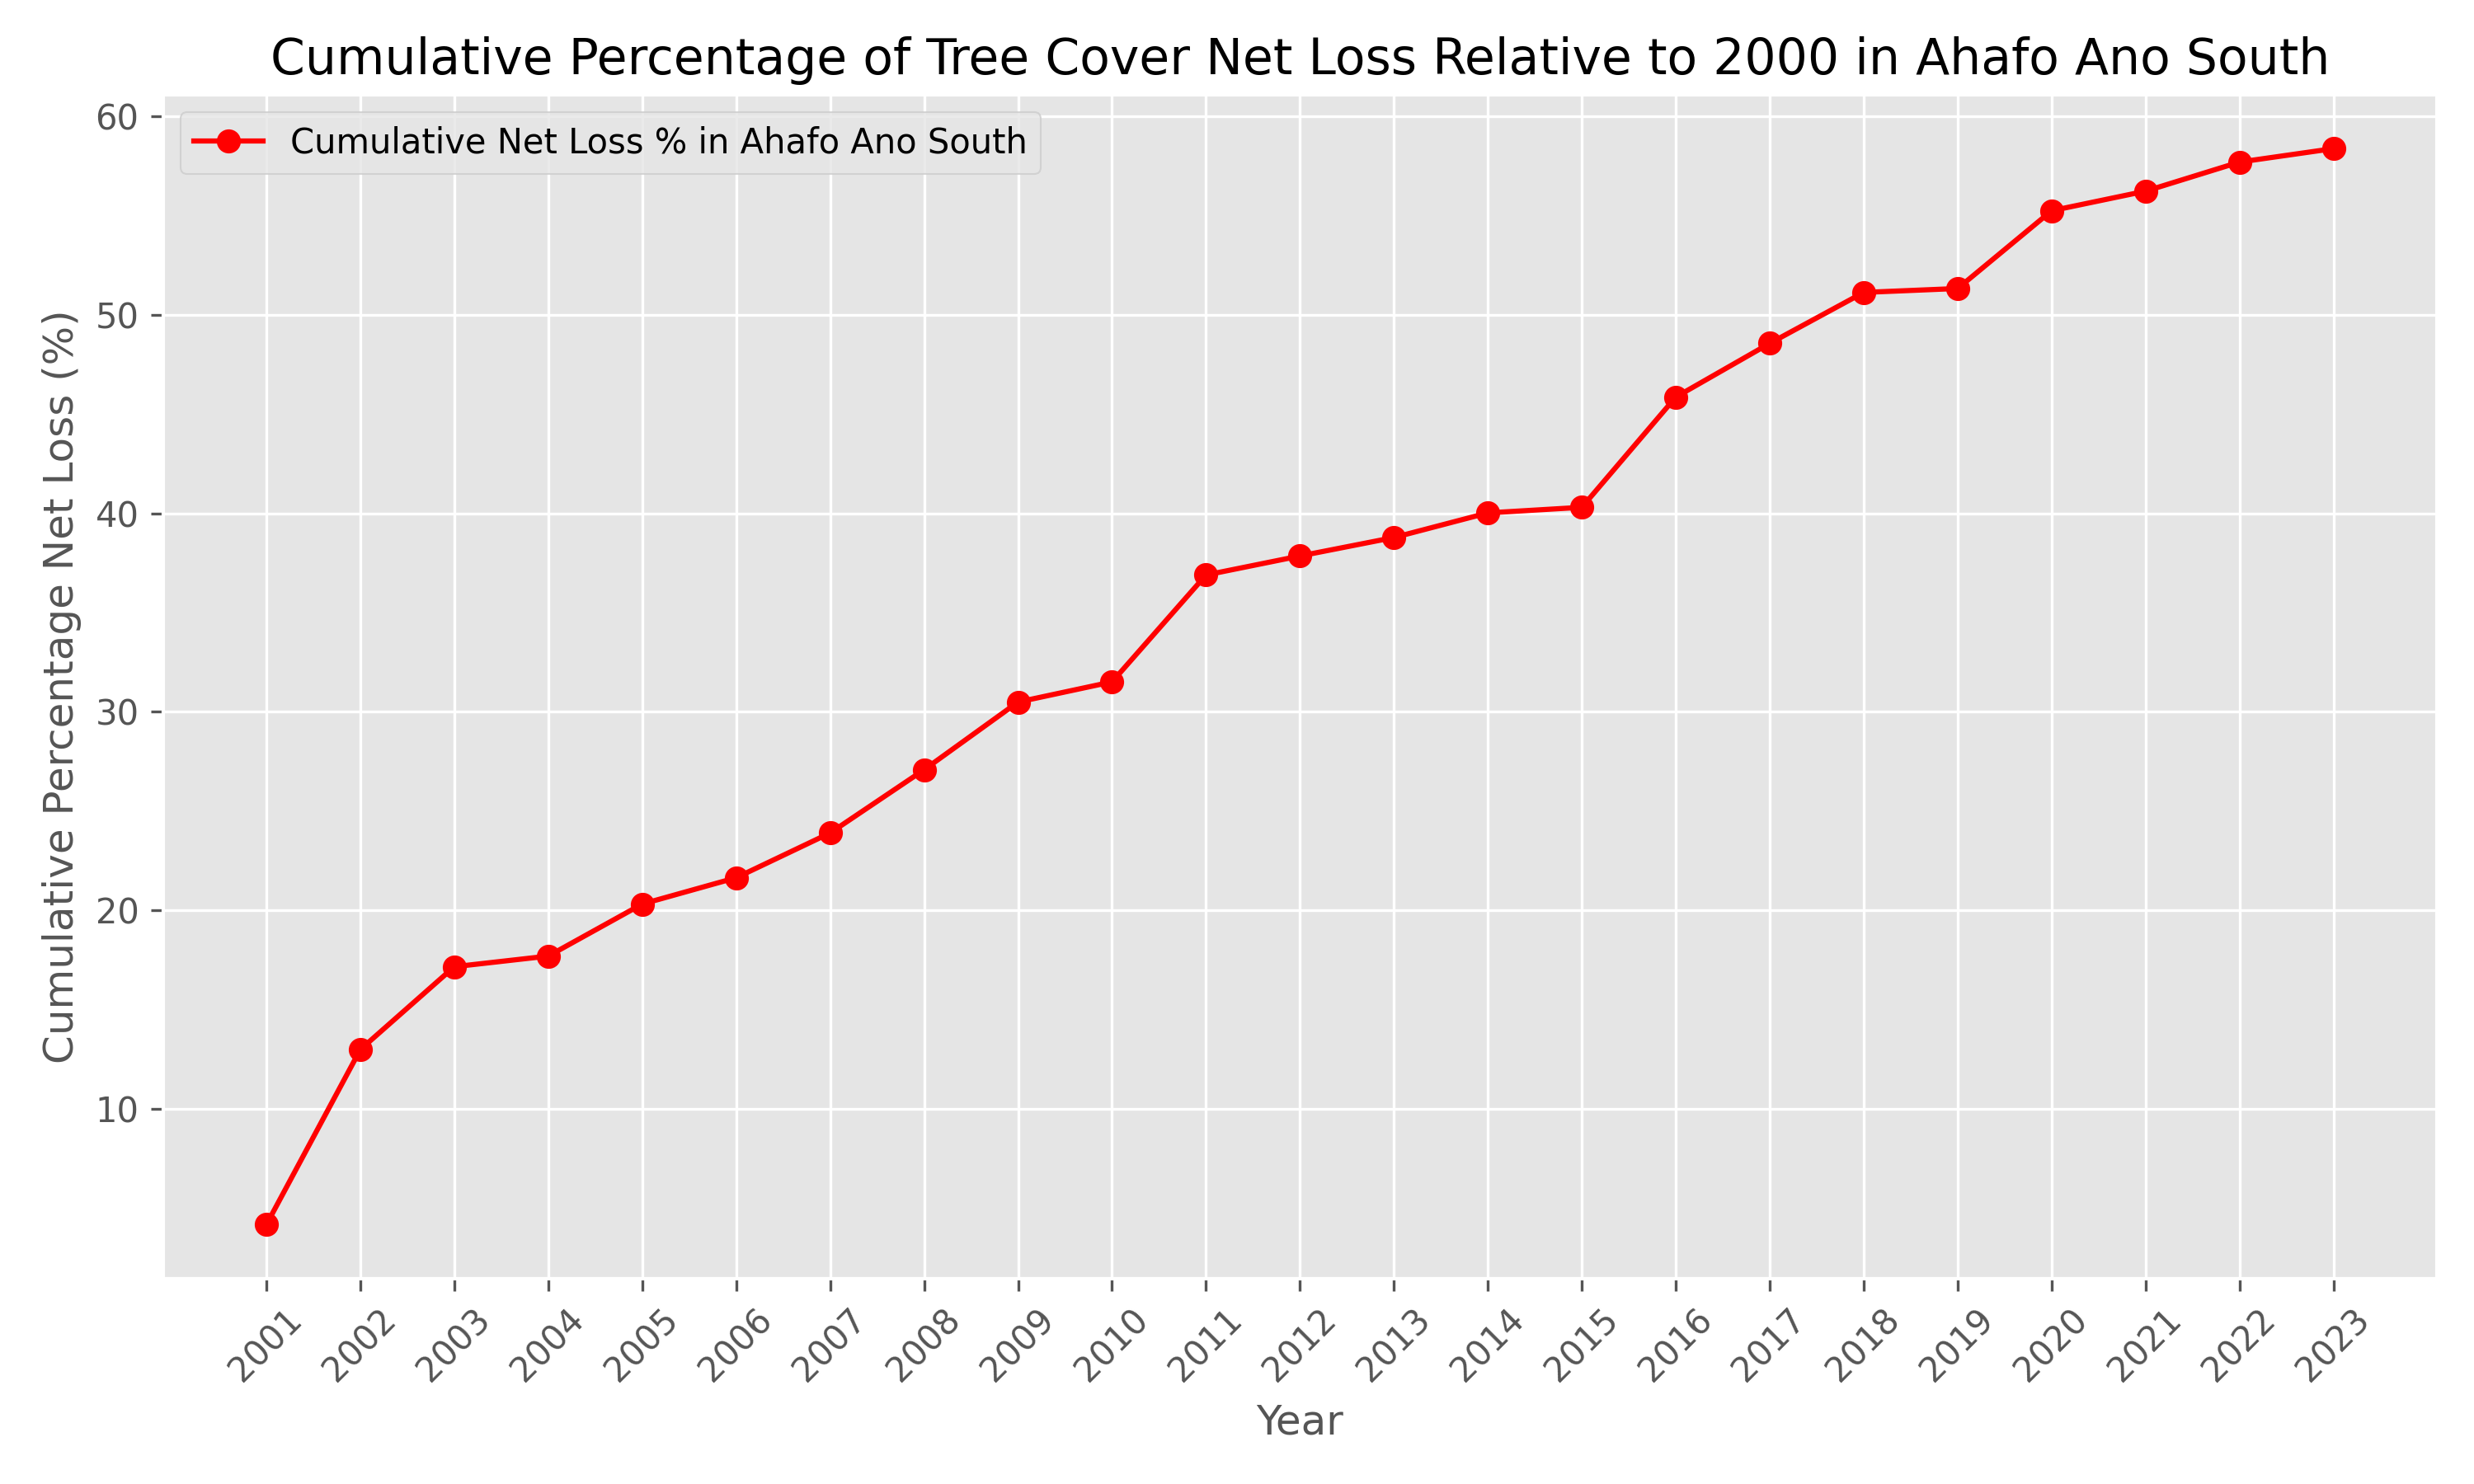 Cumulative Percentage of Tree Cover Net Loss Relative to 2000 in Ahafo Ano South
Cumulative Net Loss % in Ahafo Ano South
Cumulative Percentage Net Loss (%)
60
50
40
30
20
10
2001 2002 2003 2004 2005 2006 2007 2008 2009 2010 2011 2012 2013 2014 2015 2016 2017 2018 2019 2020 2021 2022 2023
Year